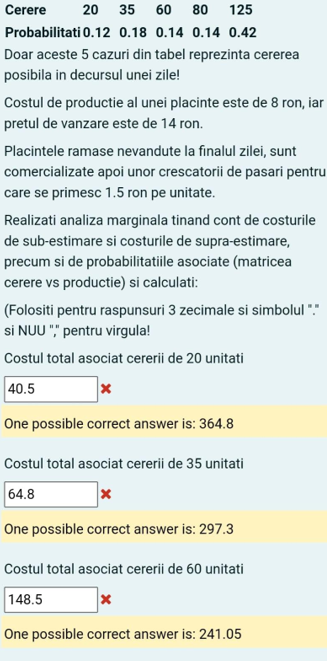 Cerere 20 35 60 80 125
Probabilitati 0.12 0.18 0.14 0.14 0.42
Doar aceste 5 cazuri din tabel reprezinta cererea
posibila in decursul unei zile!
Costul de productie al unei placinte este de 8 ron, iar
pretul de vanzare este de 14 ron.
Placintele ramase nevandute la finalul zilei, sunt
comercializate apoi unor crescatorii de pasari pentru
care se primesc 1.5 ron pe unitate.
Realizati analiza marginala tinand cont de costurile
de sub-estimare si costurile de supra-estimare,
precum si de probabilitatiile asociate (matricea
cerere vs productie) si calculati:
(Folositi pentru raspunsuri 3 zecimale si simbolul "."
si NUU "," pentru virgula!
Costul total asociat cererii de 20 unitati
40.5
One possible correct answer is: 364.8
Costul total asociat cererii de 35 unitati
64.8
One possible correct answer is: 297.3
Costul total asociat cererii de 60 unitati
148.5
One possible correct answer is: 241.05